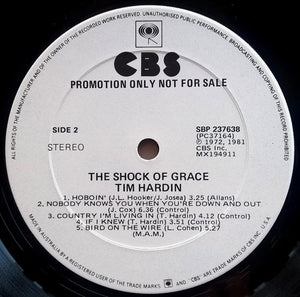 ALL RIGHTS RESERVED. UNAUTHORISED PUBLIC PERFORMANCE, BROADCASTING AND COPYING OF THIS RECORD PROHIBITED
OF THE MANUFACTURER AND OF THE OWNER OF THE RECORDED WORK
CBS
PROMOTION ONLY NOT FOR SALE
SIDE 2
STEREO
SBP 237638
(PC37164)
℗ 1972, 1981
CBS Inc.
MX194911
THE SHOCK OF GRACE
TIM HARDIN
1. HOBOIN' (J.L. Hooker/J. Josea) 3.25 (Allans)
2. NOBODY KNOWS YOU WHEN YOU'RE DOWN AND OUT
(J. Cox) 6.36 (Control)
3. COUNTRY I'M LIVING IN (T. Hardin) 4.12 (Control)
4. IF I KNEW (T. Hardin) 3.51 (Control)
5. BIRD ON THE WIRE (L. Cohen) 5.27
(M.A.M.)
MADE IN AUSTRALIA BY A REGISTERED USER OF THE TRADE MARKS AND CBS ARE TRADE MARKS OF CBS INC. U.S.A.